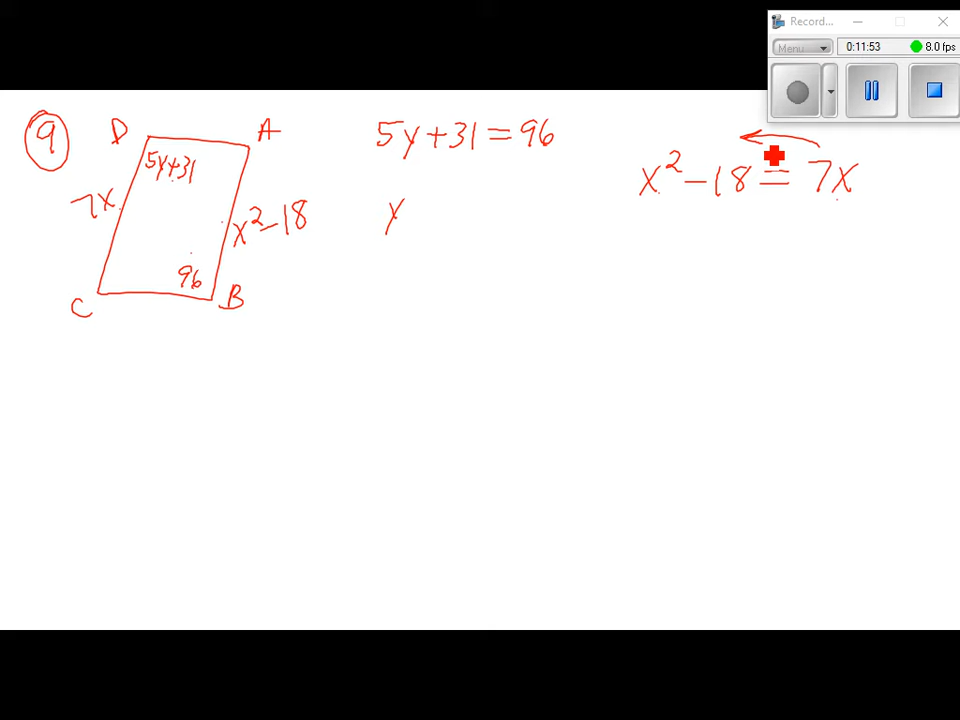 Record...
Menu
0:11:53
8.0 fps
9
D
A
5y+31=96
x²-18=7x
5y+31
7x
x²-18
y
96
C
B